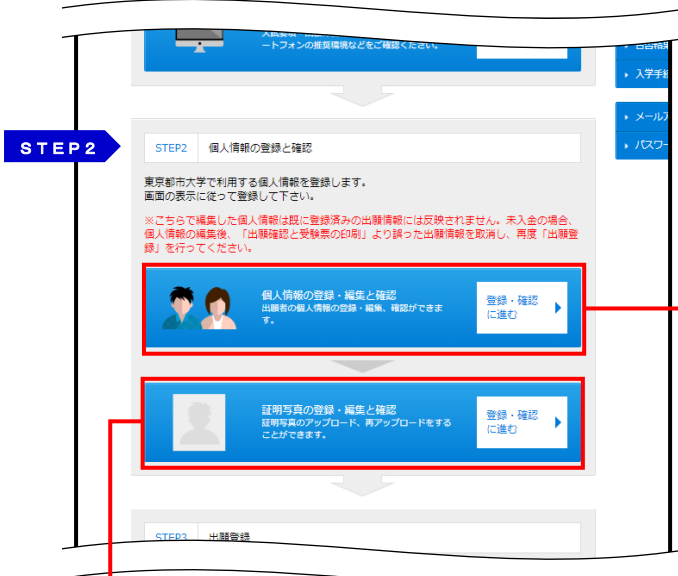 ートフォンの推奨環境などをご確認ください。
入学手
メール
パスワー
STEP2
STEP2 個人情報の登録と確認
東京都市大学で利用する個人情報を登録します。
画面の表示に従って登録して下さい。
※こちらで編集した個人情報は既に登録済みの出願情報には反映されません。未入金の場合、
個人情報の編集後、「出願確認と受験票の印刷」より誤った出願情報を取消し、再度「出願登
録」を行ってください。
個人情報の登録・編集と確認
出願者の個人情報の登録・編集、確認ができま
す。
登録・確認
に進む
証明写真の登録・編集と確認
証明写真のアップロード、再アップロードをする
ことができます。
登録・確認
に進む
STEP3 出願登録